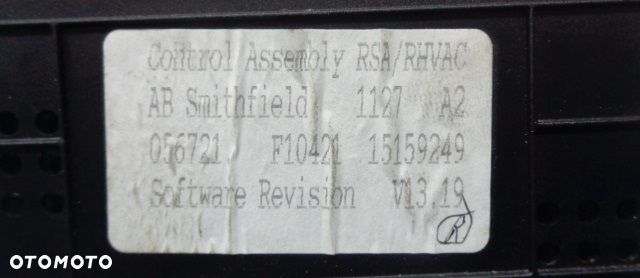 Control Assembly RSA/RHVAC
AB Smithfield 1127 A2
056721 F10421 15159249
Software Revision V13.19
R
OTOMOTO